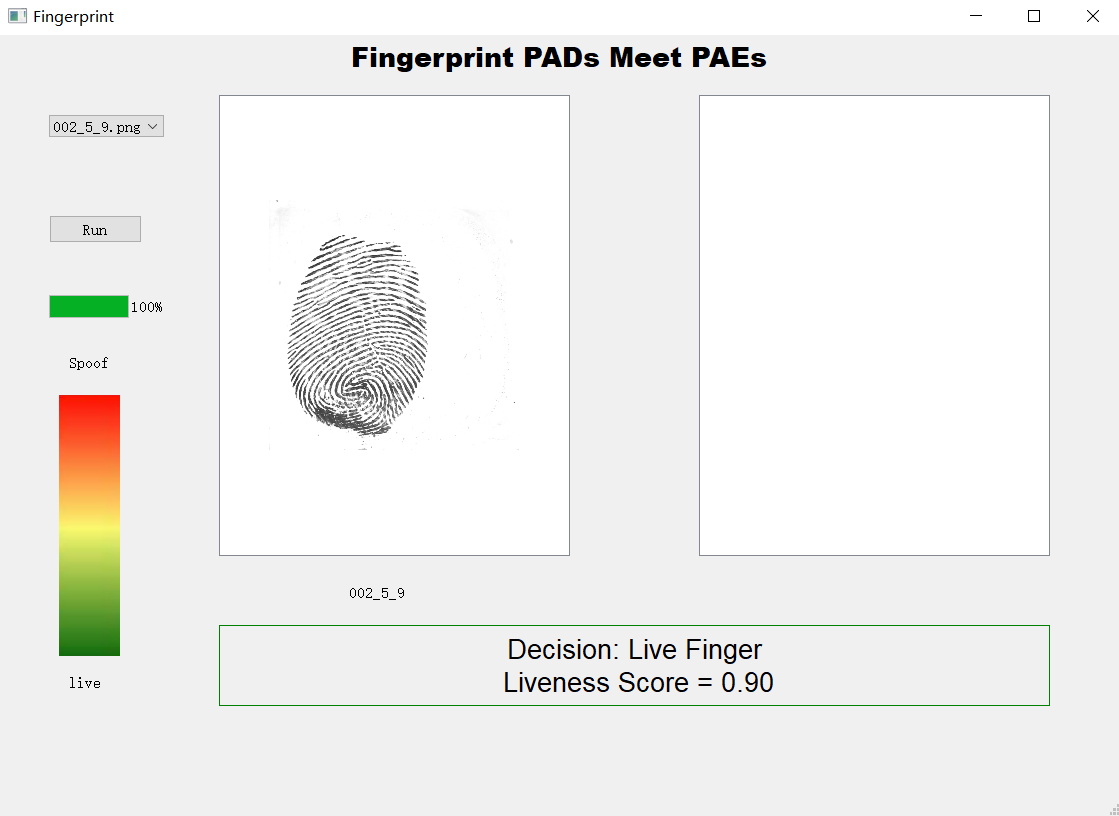 Fingerprint
Fingerprint PADs Meet PAEs
002_5_9.png
Run
100%
Spoof
live
002_5_9
Decision: Live Finger
Liveness Score = 0.90